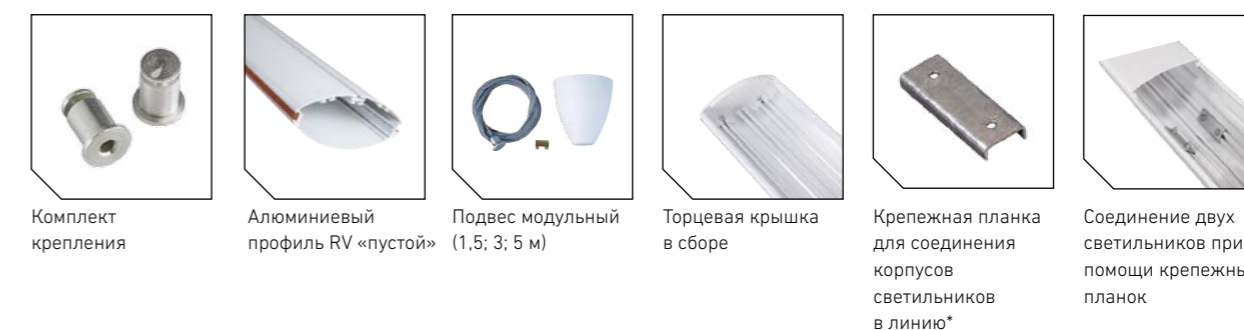 Комплект
крепления
Алюминиевый
профиль RV «пустой»
Подвес модульный
(1,5; 3; 5 м)
Торцевая крышка
в сборе
Крепежная планка
для соединения
корпусов
светильников
в линию*
Соединение двух
светильников при
помощи крепежны
планок